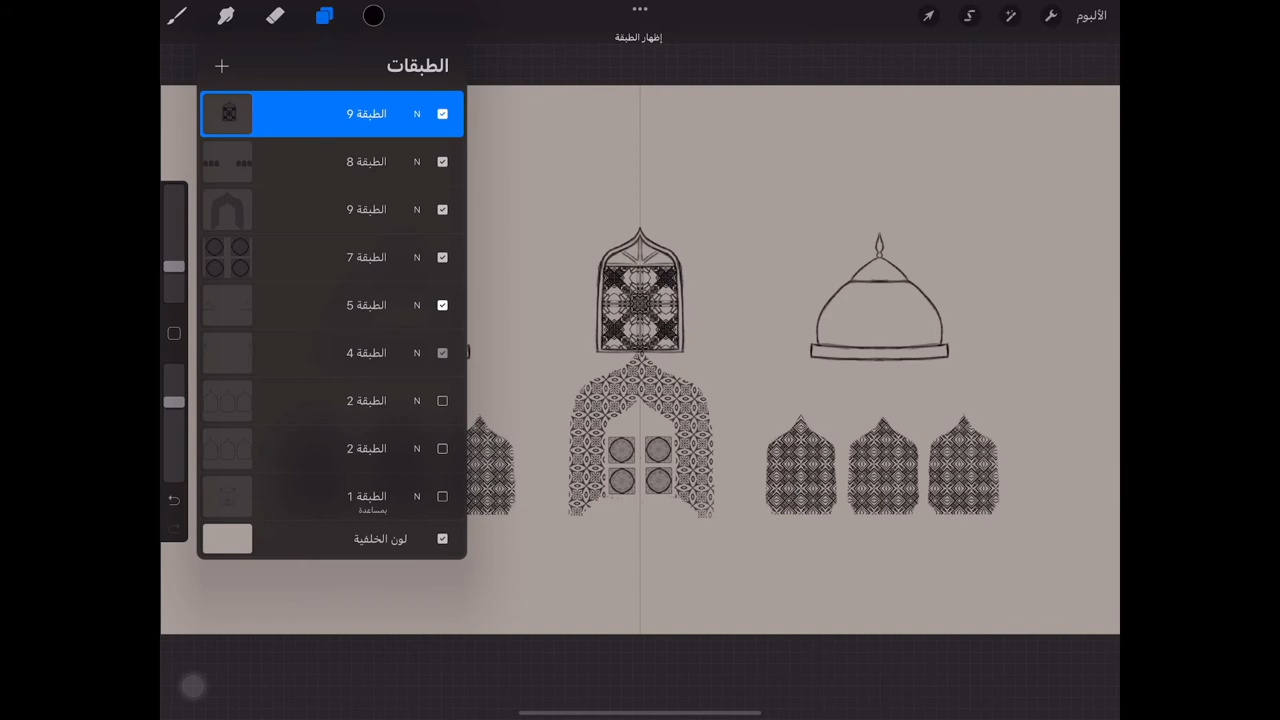 الألبوم
إظهار الطبقة
الطبقات
الطبقة 9 N
الطبقة 8 N
الطبقة 9 N
الطبقة 7 N
الطبقة 5 N
الطبقة 4 N
الطبقة 2 N
الطبقة 2 N
الطبقة 1 N
بمساعدة
لون الخلفية